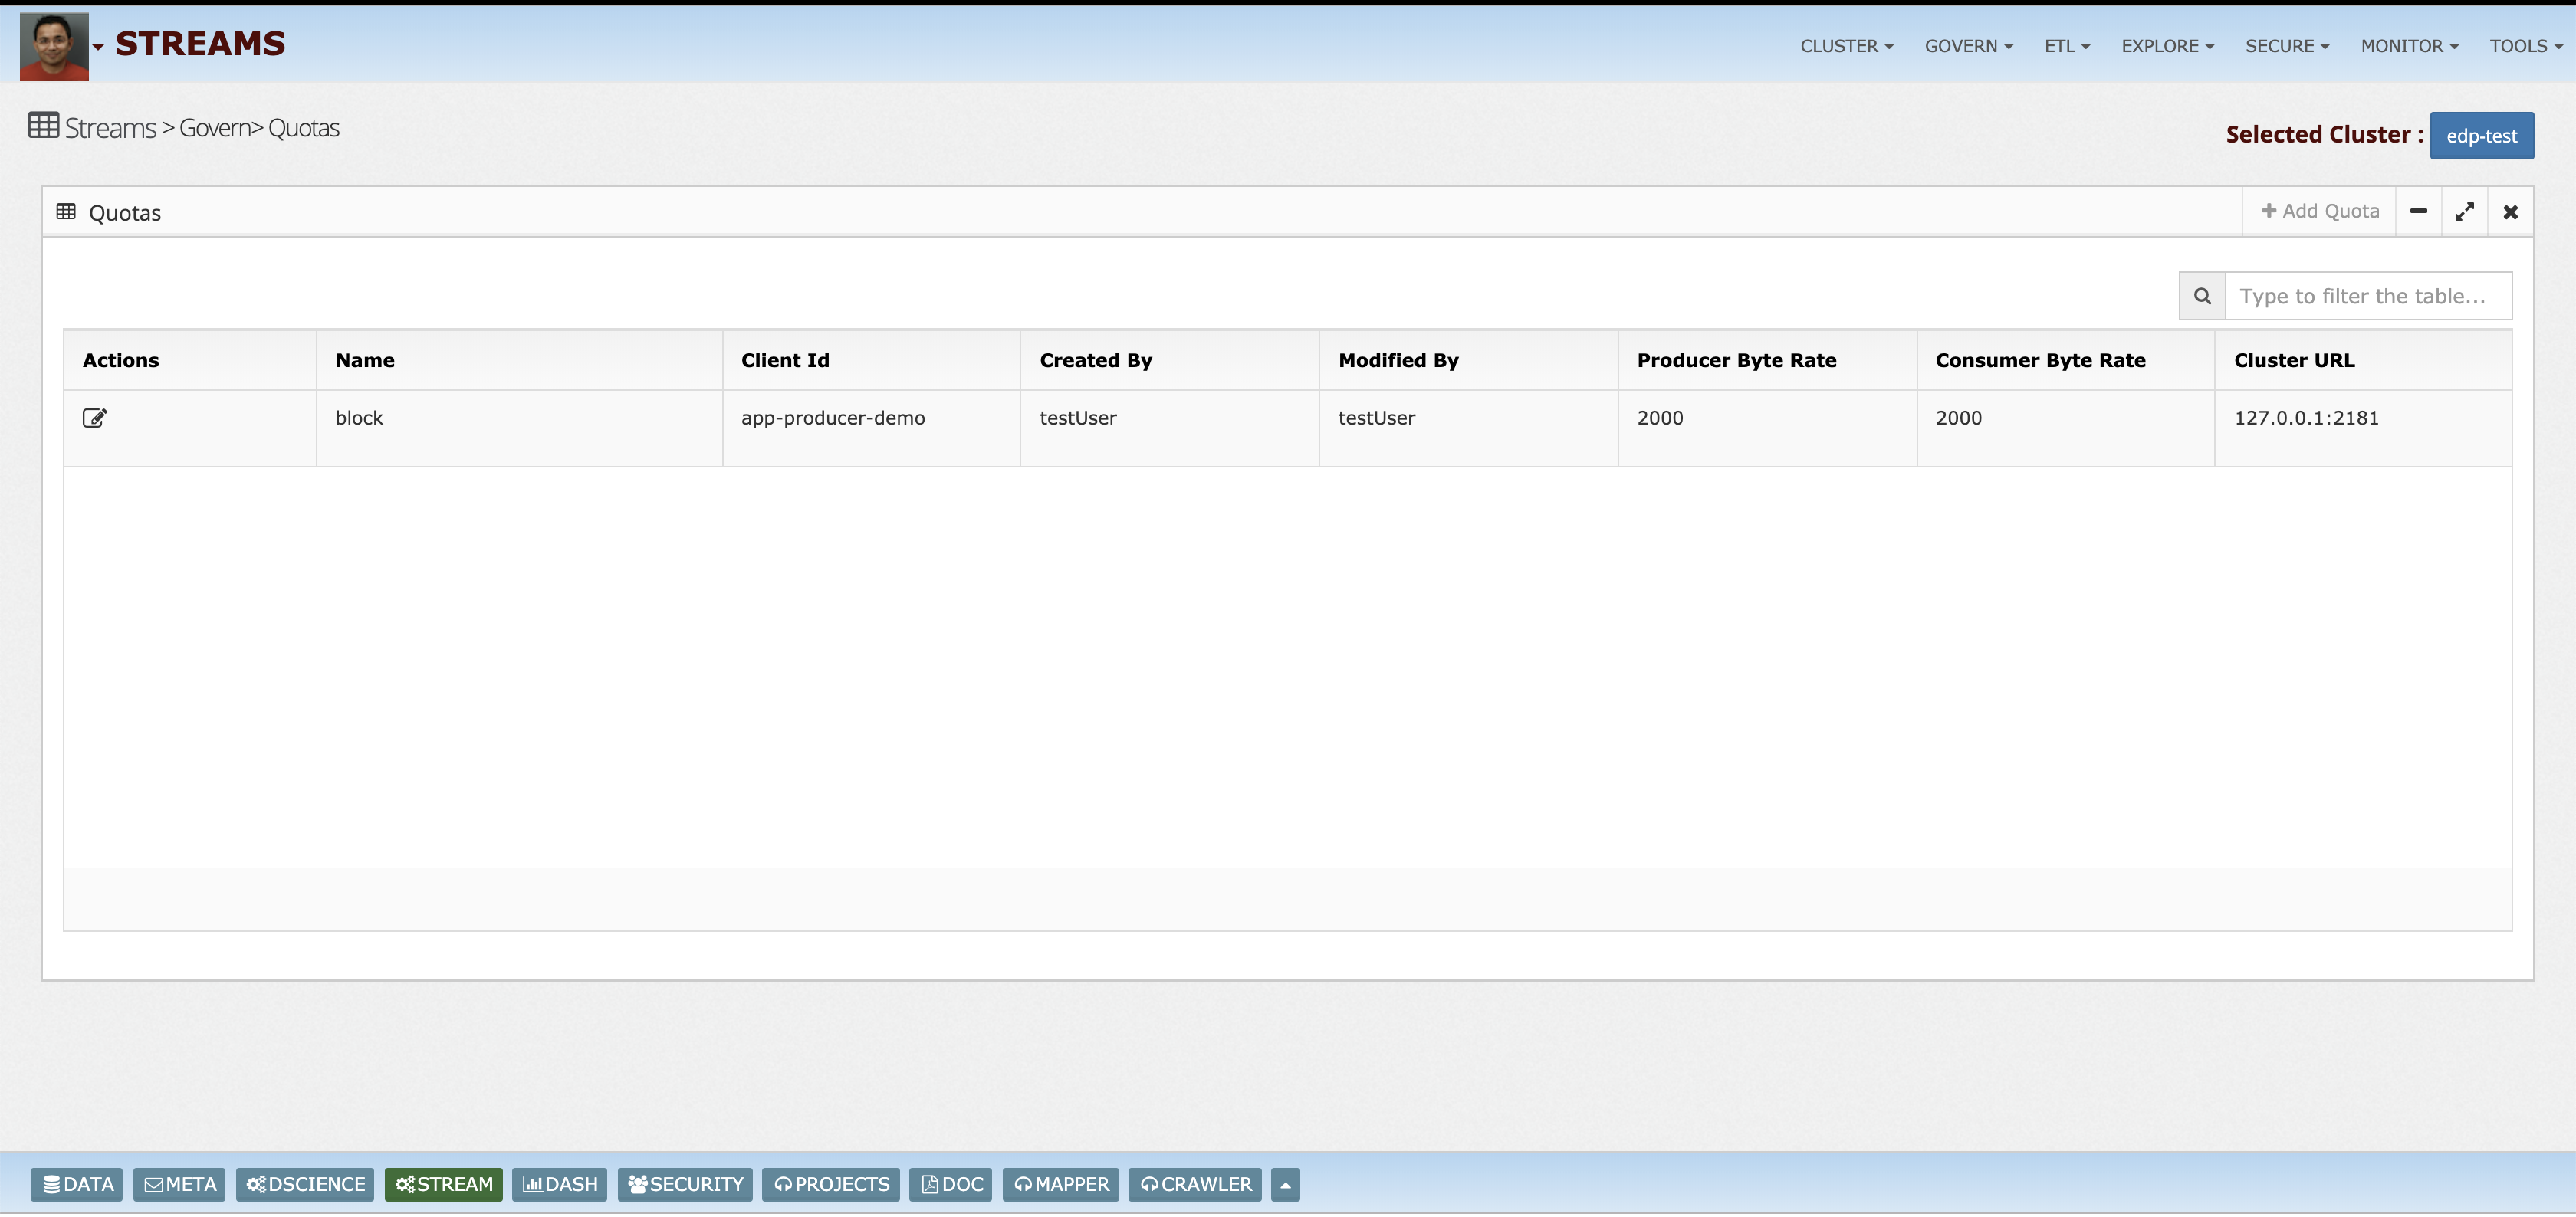 STREAMS
CLUSTER GOVERN ETL EXPLORE SECURE MONITOR TOOLS
Streams > Govern> Quotas
Selected Cluster : edp-test
Quotas
Add Quota
Type to filter the table...
Actions Name Client Id Created By Modified By Producer Byte Rate Consumer Byte Rate Cluster URL
block app-producer-demo testUser testUser 2000 2000 127.0.0.1:2181
DATA META DSCIENCE STREAM DASH SECURITY PROJECTS DOC MAPPER CRAWLER